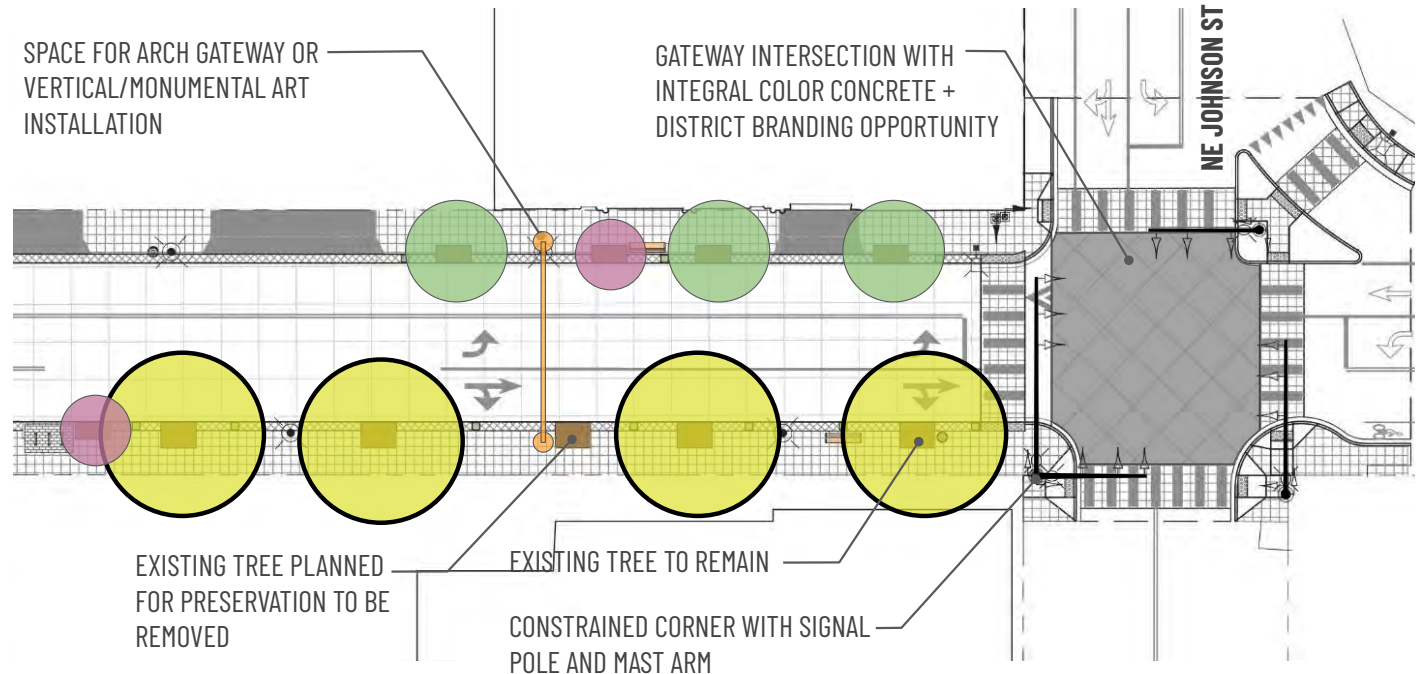 SPACE FOR ARCH GATEWAY OR
VERTICAL/MONUMENTAL ART
INSTALLATION
GATEWAY INTERSECTION WITH
INTEGRAL COLOR CONCRETE +
DISTRICT BRANDING OPPORTUNITY
NE JOHNSON ST
EXISTING TREE PLANNED
FOR PRESERVATION TO BE
REMOVED
EXISTING TREE TO REMAIN
CONSTRAINED CORNER WITH SIGNAL
POLE AND MAST ARM